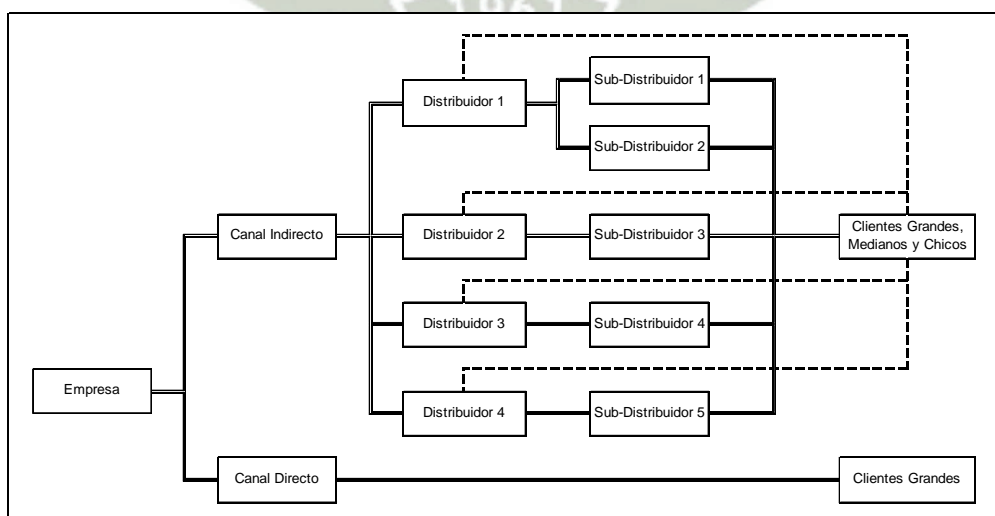 1961
Sub-Distribuidor 1
Distribuidor 1
Sub-Distribuidor 2
Canal Indirecto
Distribuidor 2
Sub-Distribuidor 3
Clientes Grandes,
Medianos y Chicos
Distribuidor 3
Sub-Distribuidor 4
Empresa
Distribuidor 4
Sub-Distribuidor 5
Canal Directo
Clientes Grandes